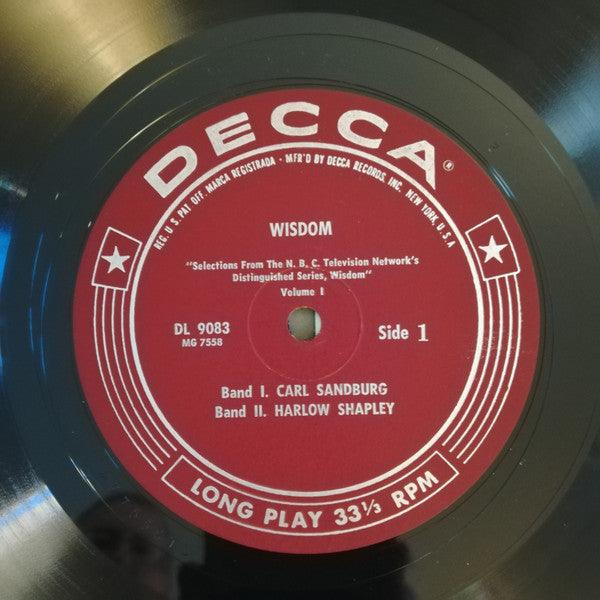 DECCA®
REG. U.S. PAT. OFF. MARCA REGISTRADA • MFR'D BY DECCA RECORDS, INC. NEW YORK, U.S.A
WISDOM
"Selections From The N. B. C. Television Network's
Distinguished Series, Wisdom"
Volume I
DL 9083
MG 7558
Side 1
Band I. CARL SANDBURG
Band II. HARLOW SHAPLEY
LONG PLAY 33⅓ RPM